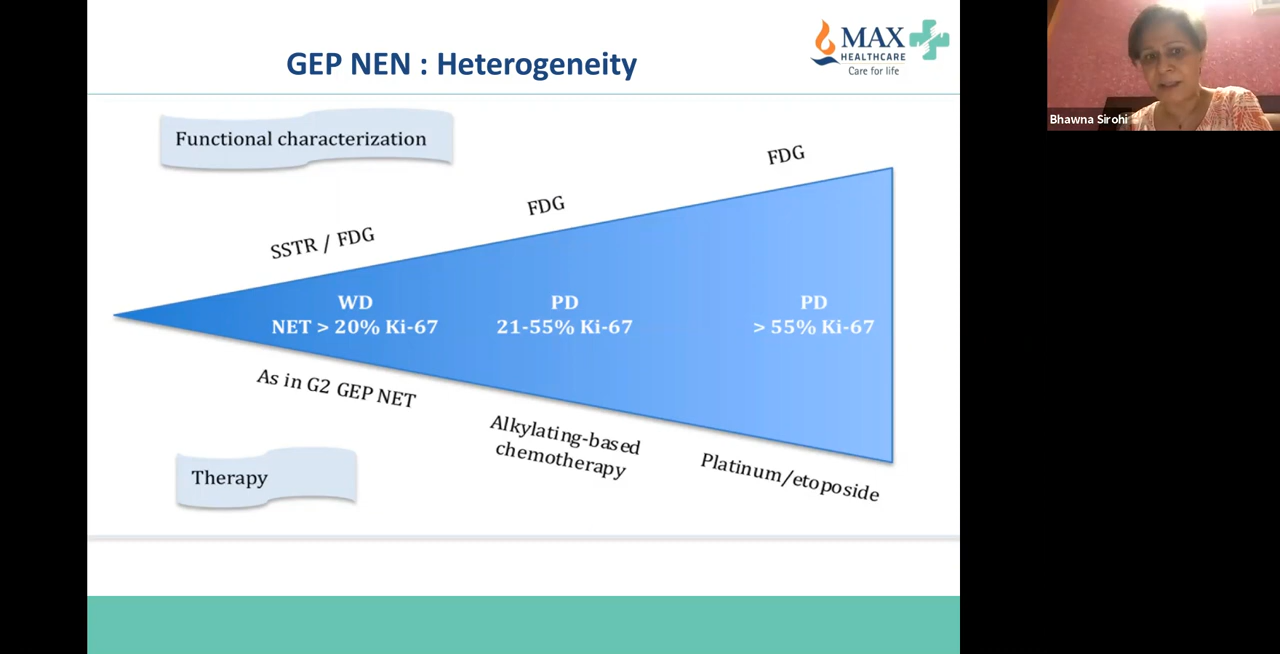 GEP NEN : Heterogeneity
MAX
HEALTHCARE
Care for life
Bhawna Sirohi
Functional characterization
SSTR / FDG
FDG
FDG
WD
NET > 20% Ki-67
PD
21-55% Ki-67
PD
> 55% Ki-67
As in G2 GEP NET
Alkylating-based
chemotherapy
Platinum/etoposide
Therapy